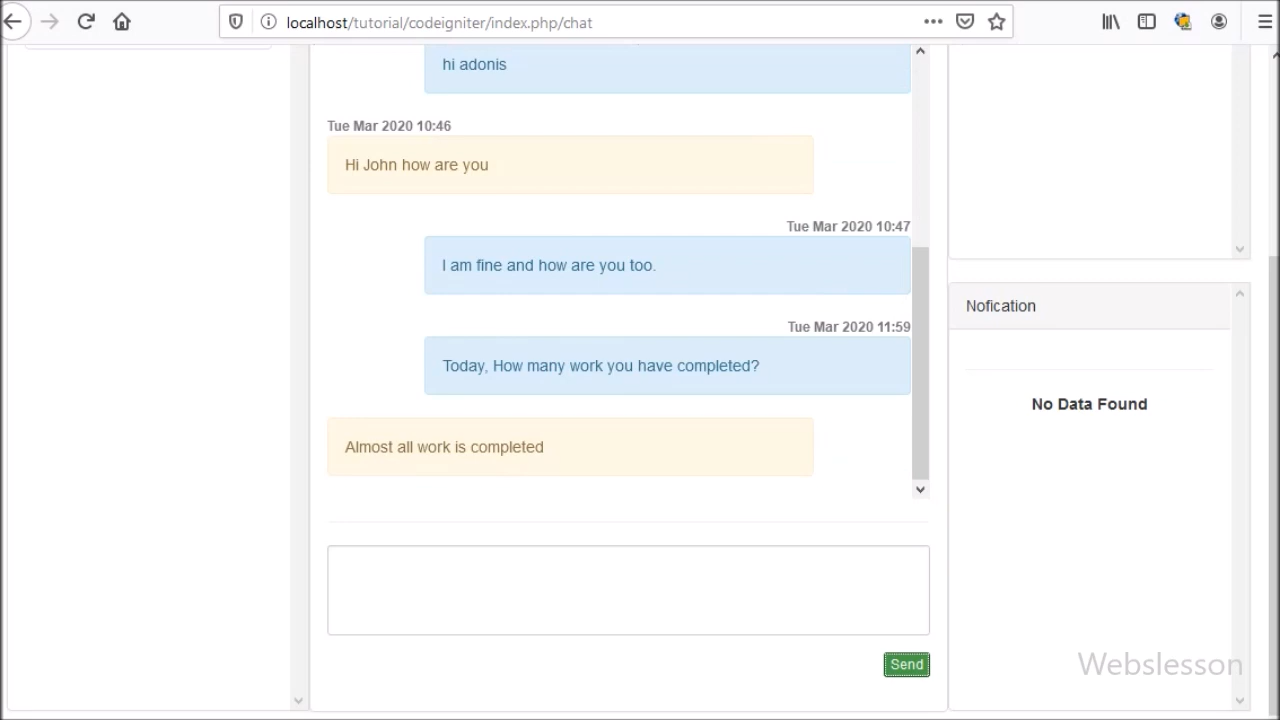 localhost/tutorial/codeigniter/index.php/chat
hi adonis
Tue Mar 2020 10:46
Hi John how are you
Tue Mar 2020 10:47
I am fine and how are you too.
Tue Mar 2020 11:59
Today, How many work you have completed?
Almost all work is completed
Send
Nofication
No Data Found
Webslesson